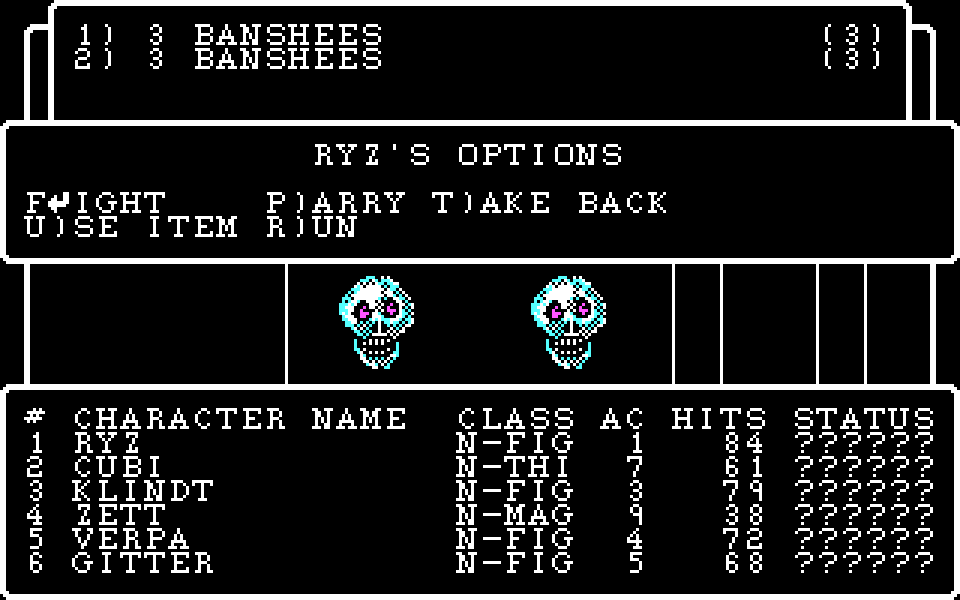 1) 3 BANSHEES (3)
2) 3 BANSHEES (3)
RYZ'S OPTIONS
F↵IGHT P)ARRY T)AKE BACK
U)SE ITEM R)UN
# CHARACTER NAME CLASS AC HITS STATUS
1 RYZ N-FIG 1 84 ??????
2 CUBI N-THI 7 61 ??????
3 KLINDT N-FIG 3 79 ??????
4 ZETT N-MAG 9 38 ??????
5 VERPA N-FIG 4 72 ??????
6 GITTER N-FIG 5 68 ??????